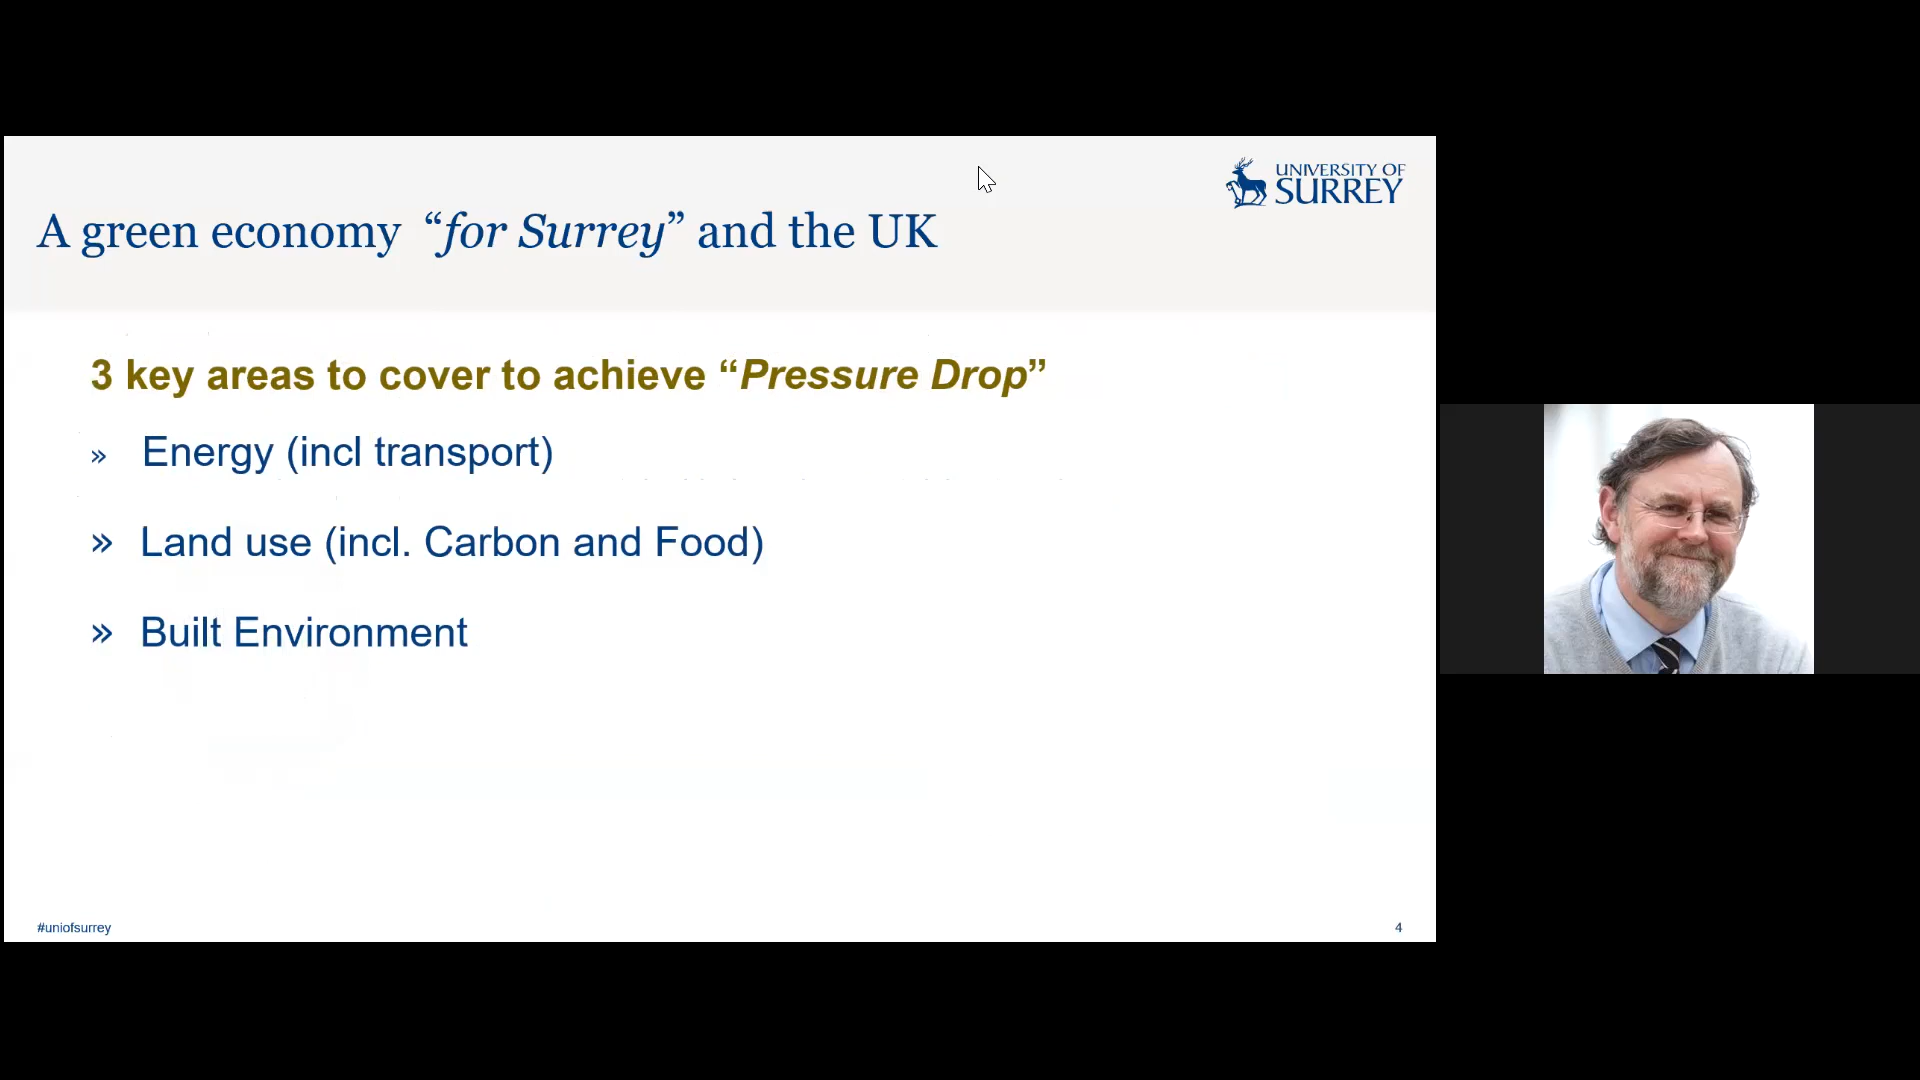 UNIVERSITY OF
SURREY
A green economy “for Surrey” and the UK
3 key areas to cover to achieve “Pressure Drop”
» Energy (incl transport)
» Land use (incl. Carbon and Food)
» Built Environment
#uniofsurrey
4